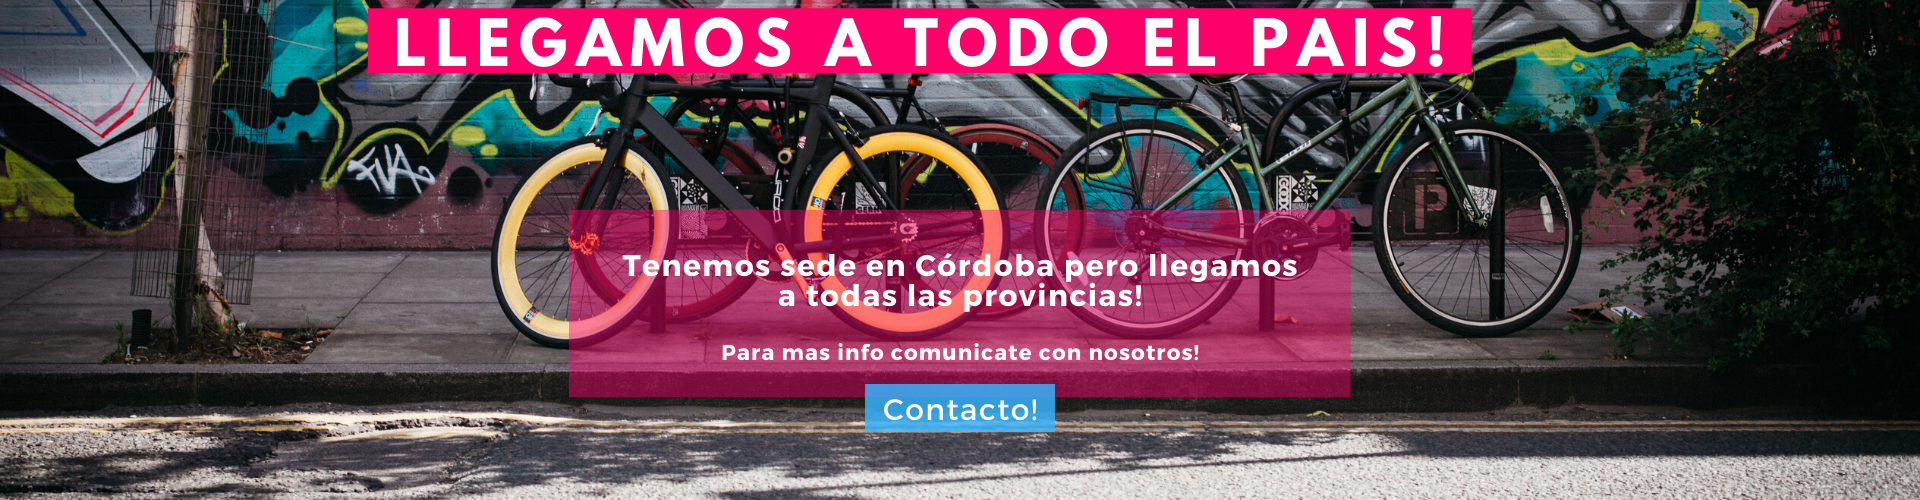 LLEGAMOS A TODO EL PAIS!
FVA
Tenemos sede en Córdoba pero llegamos
a todas las provincias!
Para mas info comunicate con nosotros!
Contacto!